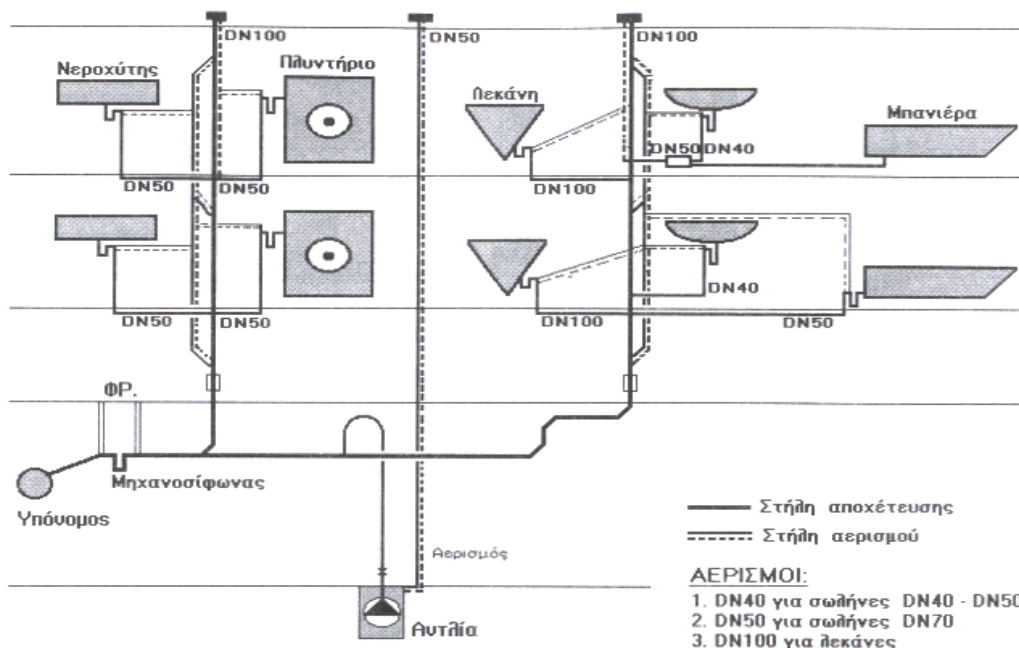 DN100
DN50
DN100
Νεροχύτης
Πλυντήριο
Λεκάνη
Μπανιέρα
DN50 DN40
DN50
DN50
DN100
DN40
DN50
DN50
DN100
DN50
ΦΡ.
Μηχανοσίφωνας
Υπόνομος
Αερισμός
Αυτλία
Στήλη αποχέτευσης
Στήλη αερισμού
ΑΕΡΙΣΜΟΙ:
1. DN40 για σωλήνες DN40 - DN50
2. DN50 για σωλήνες DN70
3. DN100 για λεκάνες